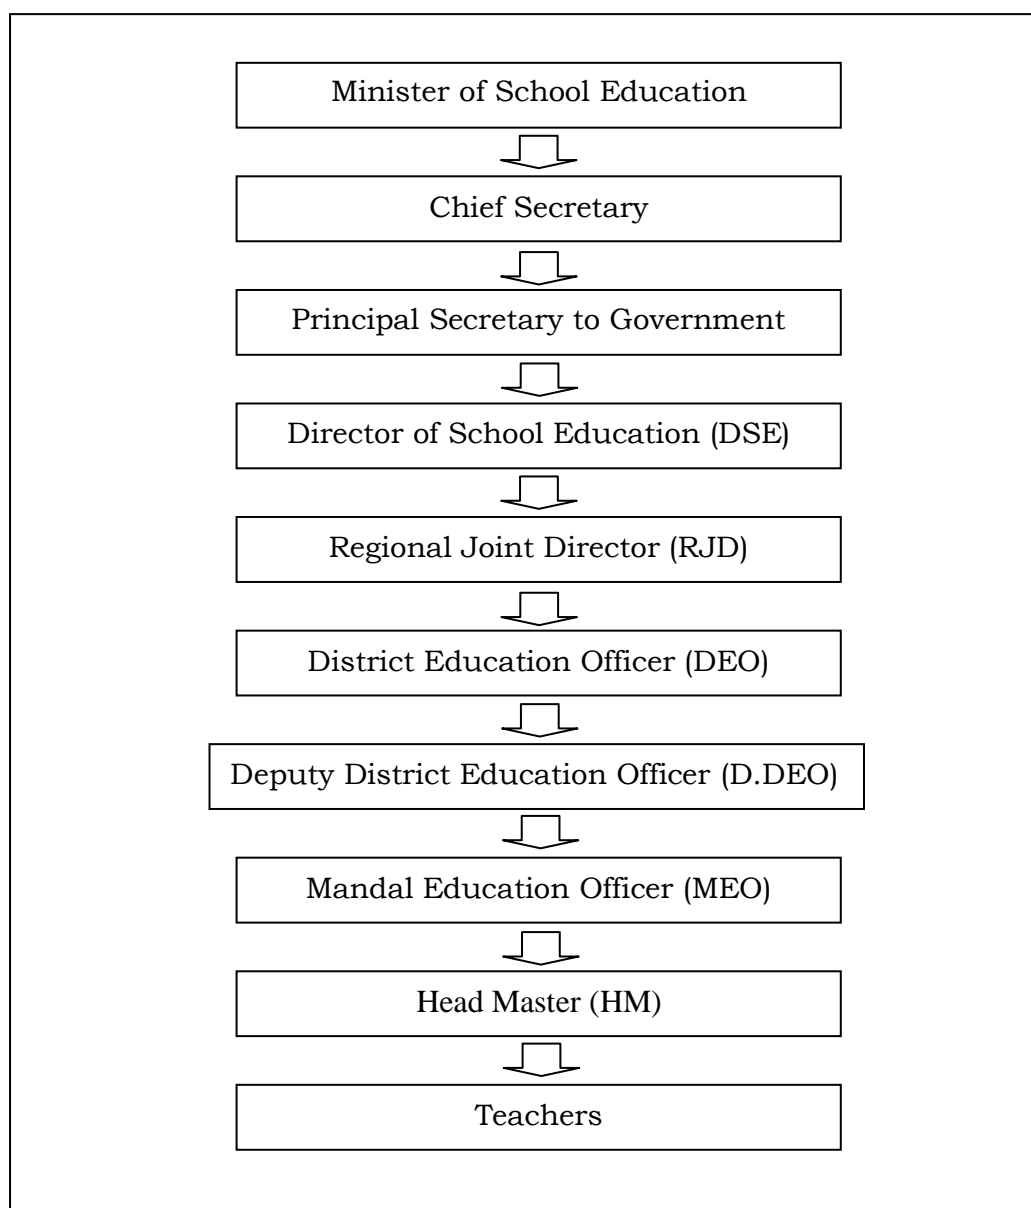 Minister of School Education
Chief Secretary
Principal Secretary to Government
Director of School Education (DSE)
Regional Joint Director (RJD)
District Education Officer (DEO)
Deputy District Education Officer (D.DEO)
Mandal Education Officer (MEO)
Head Master (HM)
Teachers